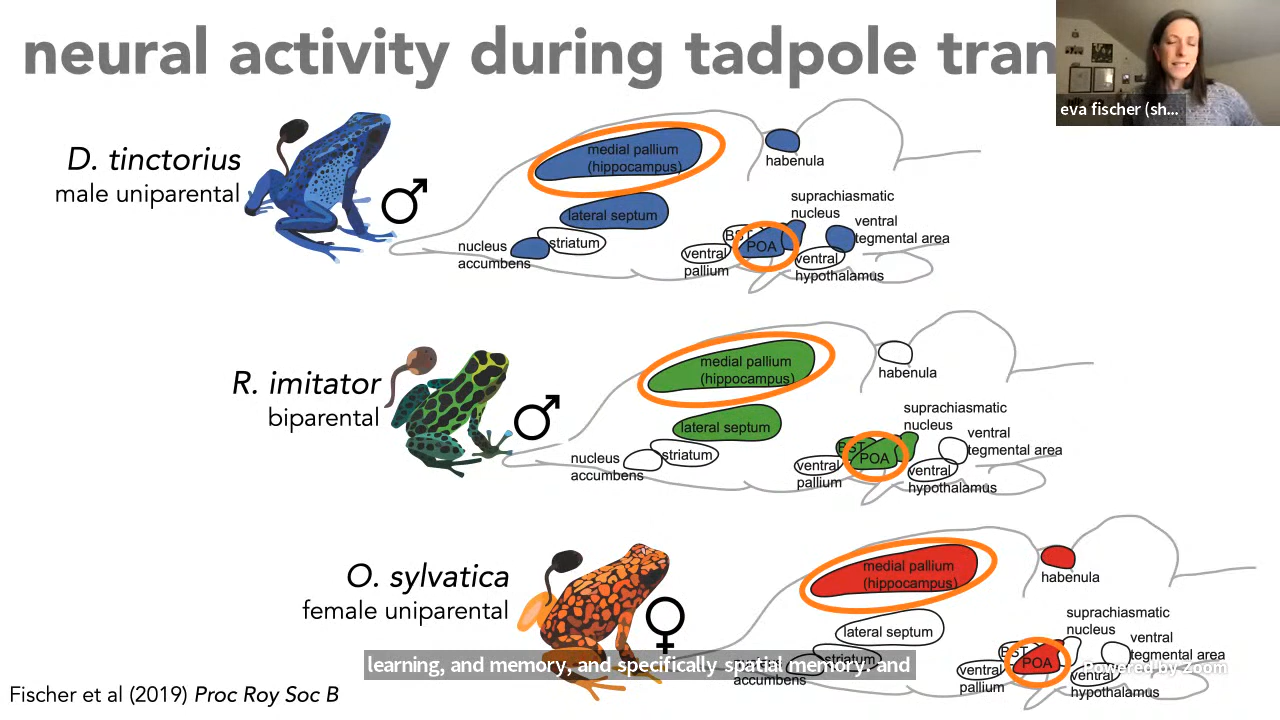 neural activity during tadpole tran
eva fischer (sh...
D. tinctorius
male uniparental
medial pallium
(hippocampus)
habenula
lateral septum
suprachiasmatic
nucleus
ventral
tegmental area
nucleus
accumbens
striatum
BST
POA
ventral
pallium
ventral
hypothalamus
R. imitator
biparental
medial pallium
(hippocampus)
habenula
lateral septum
suprachiasmatic
nucleus
ventral
tegmental area
nucleus
accumbens
striatum
BST
POA
ventral
pallium
ventral
hypothalamus
O. sylvatica
female uniparental
medial pallium
(hippocampus)
habenula
lateral septum
suprachiasmatic
nucleus
ventral
tegmental area
accumbens
striatum
BST
POA
ventral
pallium
ventral
hypothalamus
learning, and memory, and specifically spatial memory. and
Powered by Zoom
Fischer et al (2019) Proc Roy Soc B